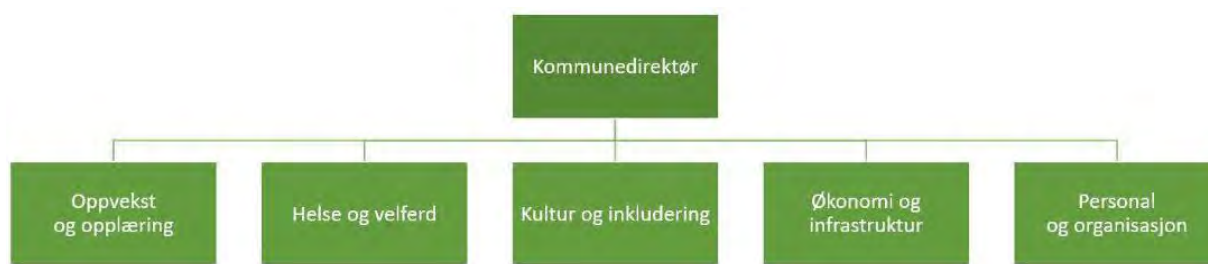 Kommunedirektør
Oppvekst
og opplæring
Helse og velferd
Kultur og inkludering
Økonomi og
infrastruktur
Personal
og organisasjon